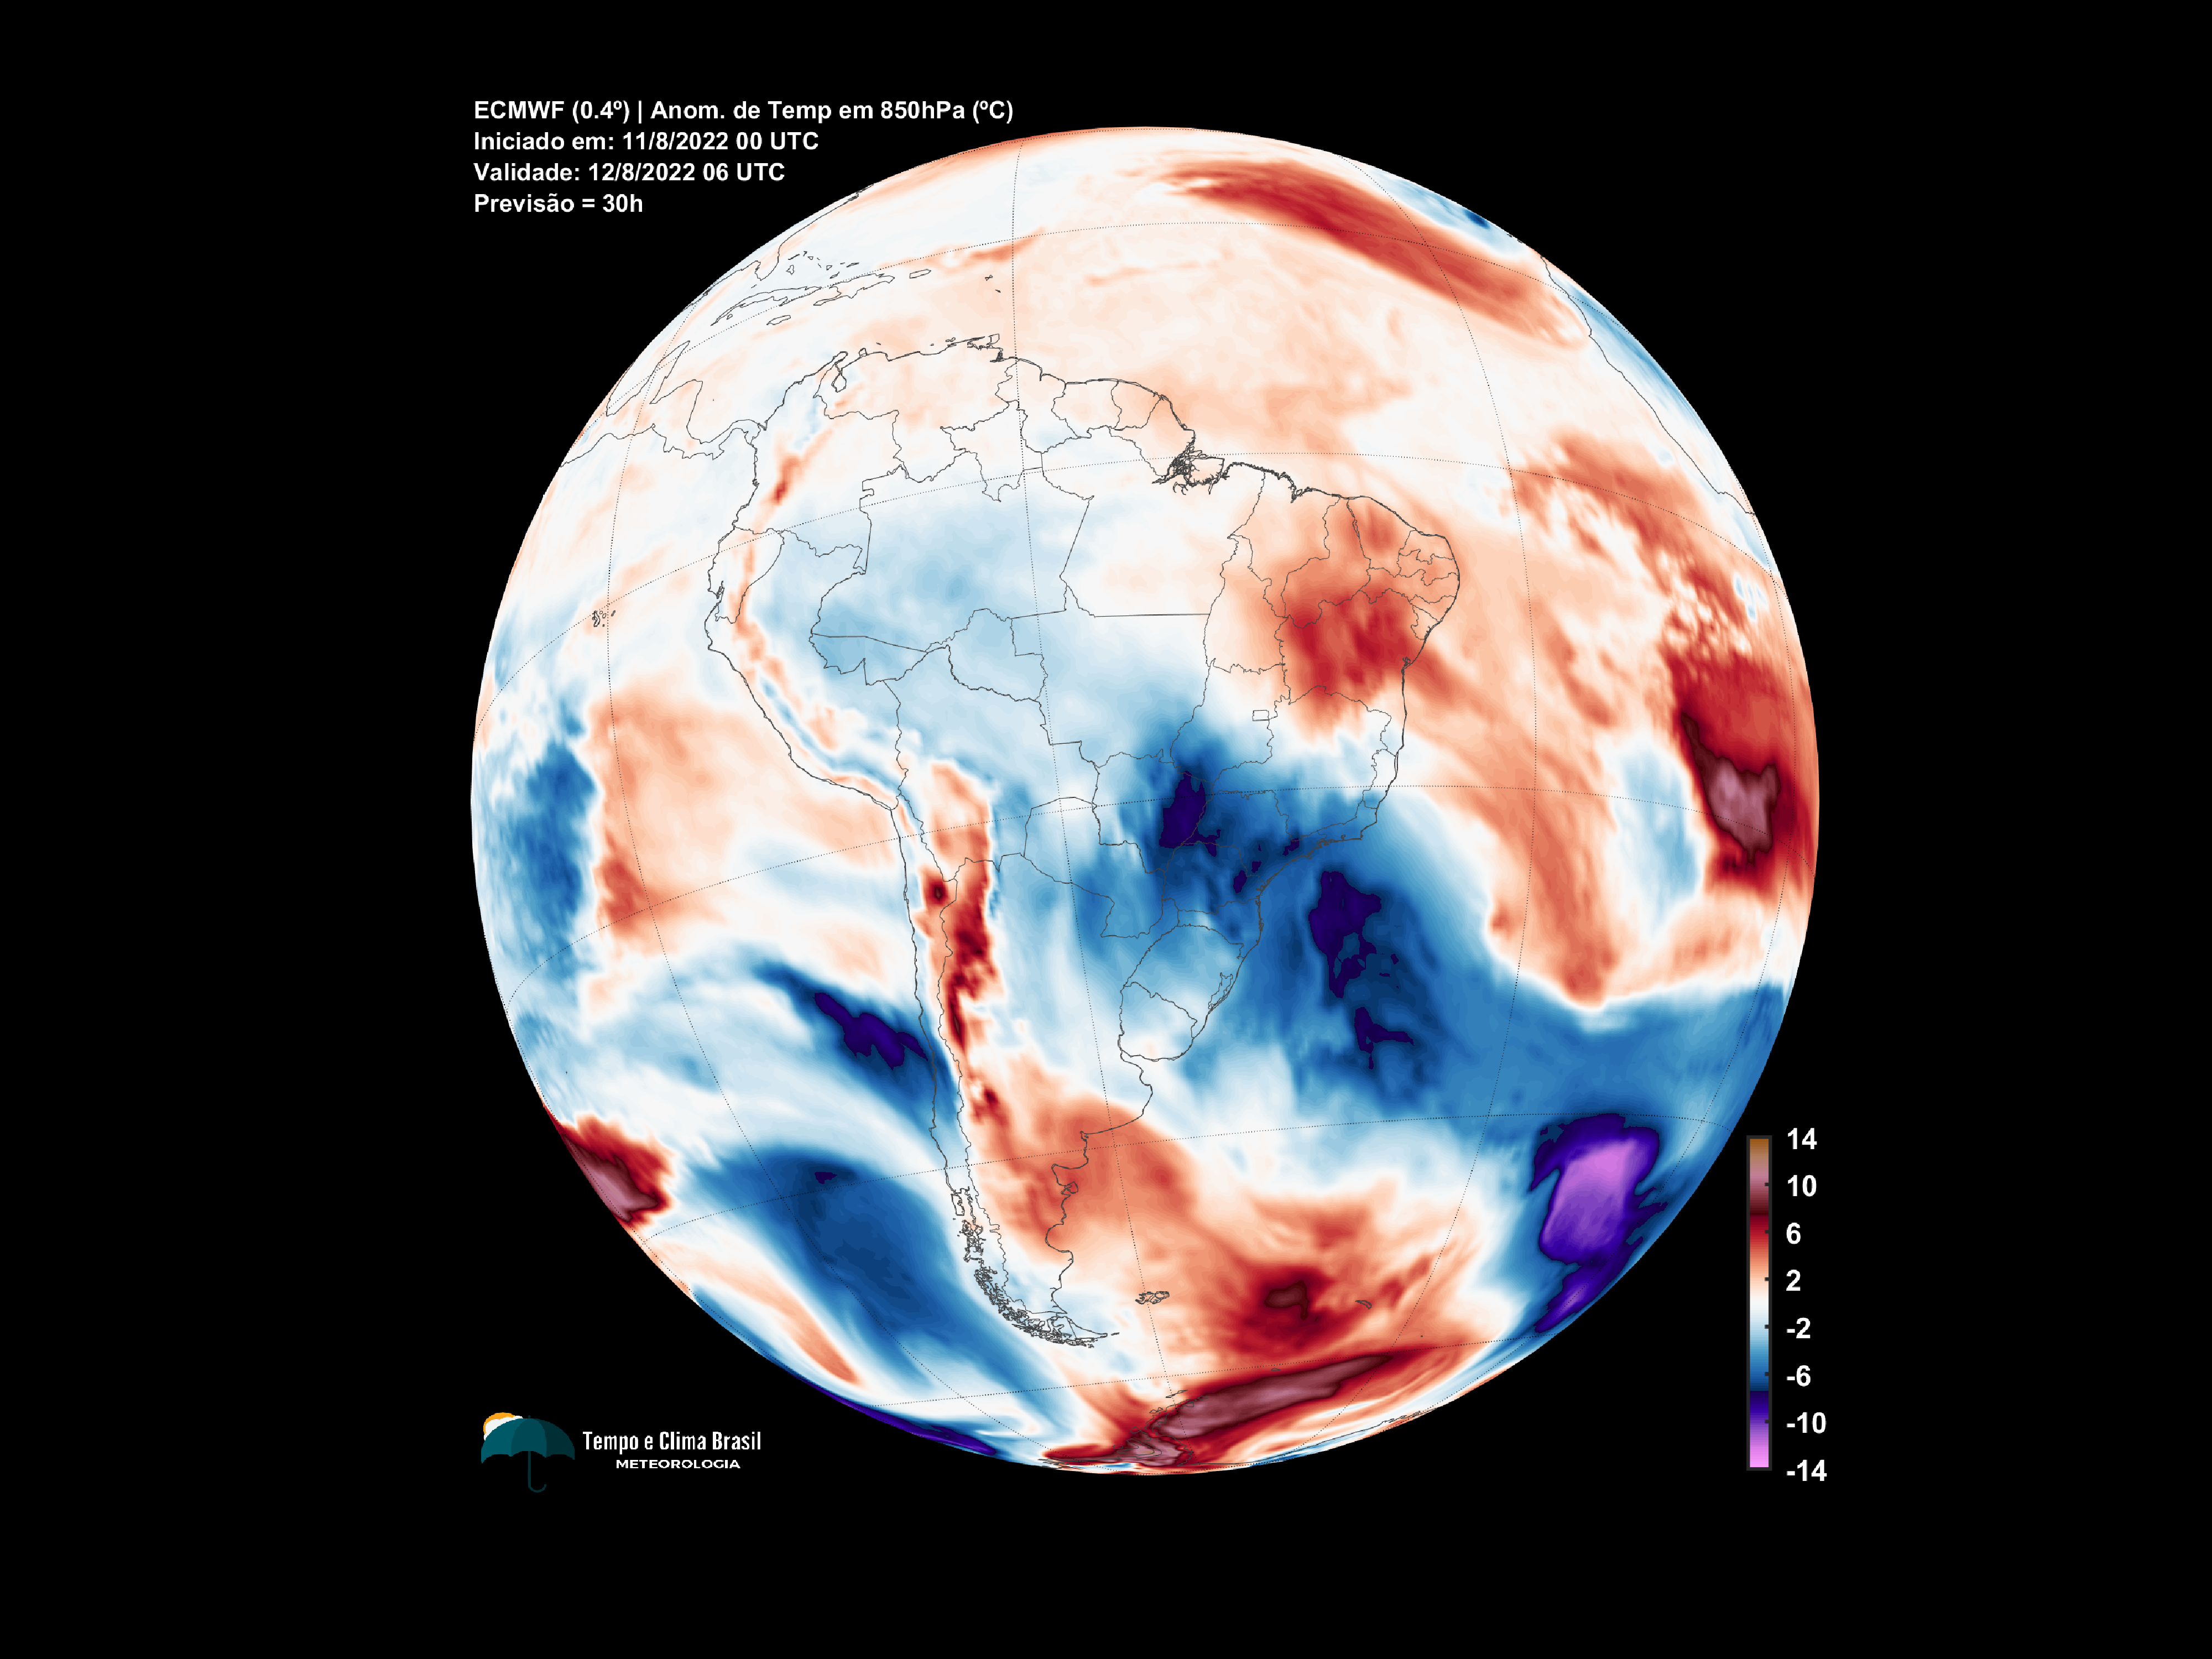 ECMWF (0.4º) | Anom. de Temp em 850hPa (ºC)
Iniciado em: 11/8/2022 00 UTC
Validade: 12/8/2022 06 UTC
Previsão = 30h
14
10
6
2
-2
-6
-10
-14
Tempo e Clima Brasil
METEOROLOGIA